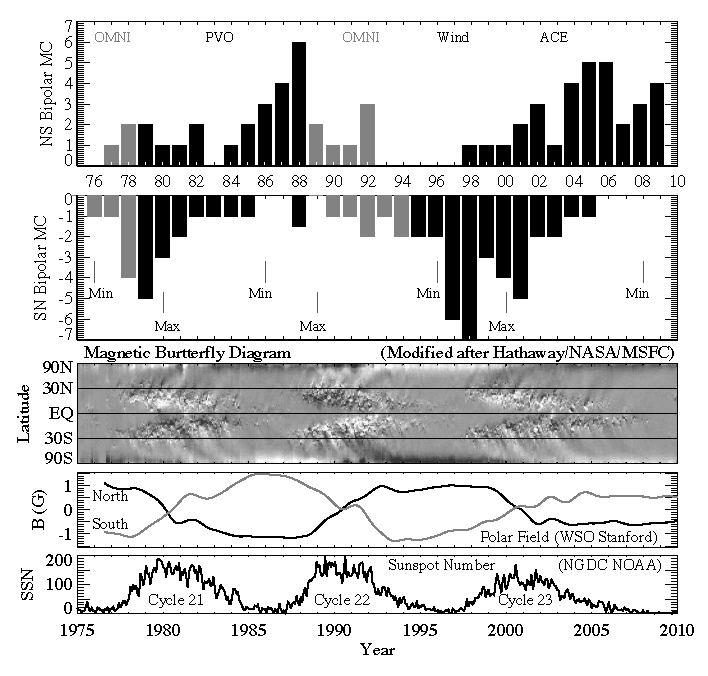 7
6
5
4
3
2
1
0
NS Bipolar MC
OMNI PVO OMNI Wind ACE
76 78 80 82 84 86 88 90 92 94 96 98 00 02 04 06 08 10
0
-1
-2
-3
-4
-5
-6
-7
SN Bipolar MC
Min Min Min Min
Max Max Max
Magnetic Burtterfly Diagram (Modified after Hathaway/NASA/MSFC)
90N
30N
EQ
30S
90S
Latitude
1
0
-1
B (G)
North
South
Polar Field (WSO Stanford)
200
100
0
SSN
Sunspot Number (NGDC NOAA)
Cycle 21 Cycle 22 Cycle 23
1975 1980 1985 1990 1995 2000 2005 2010
Year